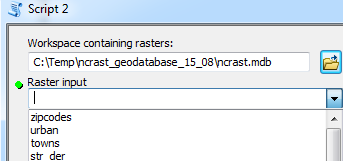 Script 2
Workspace containing rasters:
C:\Temp\ncrast_geodatabase_15_08\ncrast.mdb
Raster input
zipcodes
urban
towns
str_der